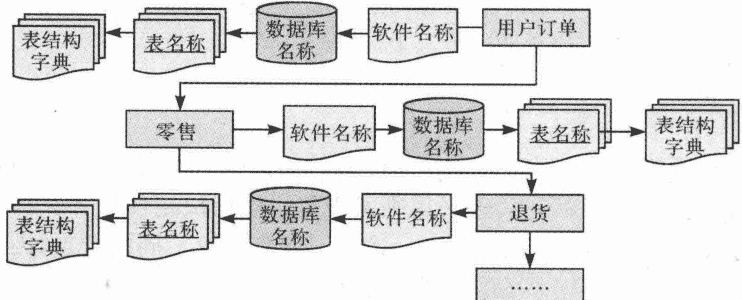 表结构
字典
表名称
数据库
名称
软件名称
用户订单
零售
软件名称
数据库
名称
表名称
表结构
字典
表结构
字典
表名称
数据库
名称
软件名称
退货
……